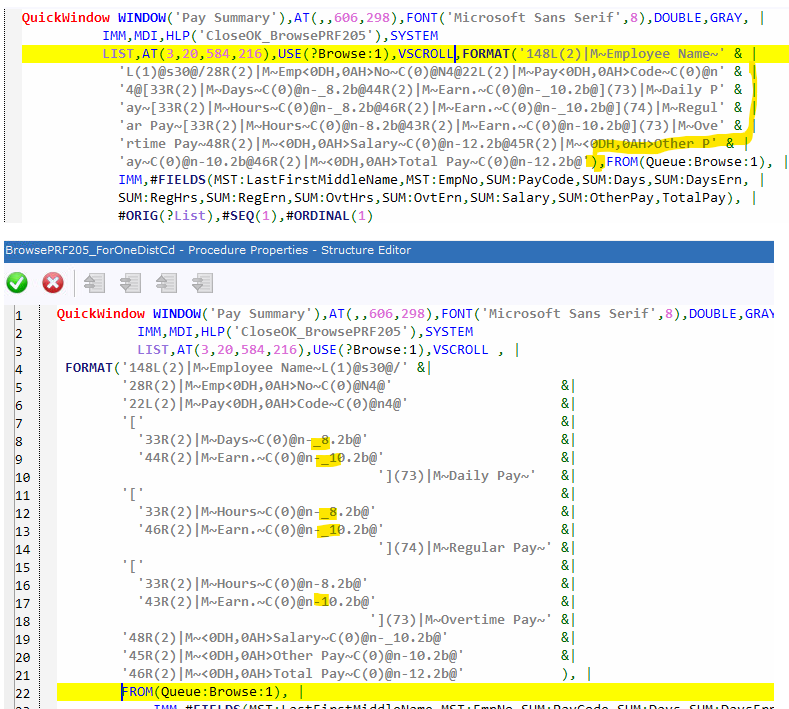 QuickWindow WINDOW('Pay Summary'),AT(,,606,298),FONT('Microsoft Sans Serif',8),DOUBLE,GRAY, |
IMM,MDI,HLP('CloseOK_BrowsePRF205'),SYSTEM
LIST,AT(3,20,584,216),USE(?Browse:1),VSCROLL,FORMAT('148L(2)|M~Employee Name~' & |
'L(1)@s30@/28R(2)|M~Emp<0DH,0AH>No~C(0)@N4@22L(2)|M~Pay<0DH,0AH>Code~C(0)@n' & |
'4@[33R(2)|M~Days~C(0)@n-_8.2b@44R(2)|M~Earn.~C(0)@n-_10.2b@](73)|M~Daily P' & |
'ay~[33R(2)|M~Hours~C(0)@n-_8.2b@46R(2)|M~Earn.~C(0)@n-_10.2b@](74)|M~Regul' & |
'ar Pay~[33R(2)|M~Hours~C(0)@n-8.2b@43R(2)|M~Earn.~C(0)@n-10.2b@](73)|M~Ove' & |
'rtime Pay~48R(2)|M~<0DH,0AH>Salary~C(0)@n-12.2b@45R(2)|M~<0DH,0AH>Other P' & |
'ay~C(0)@n-10.2b@46R(2)|M~<0DH,0AH>Total Pay~C(0)@n-12.2b@'),FROM(Queue:Browse:1), |
IMM,#FIELDS(MST:LastFirstMiddleName,MST:EmpNo,SUM:PayCode,SUM:Days,SUM:DaysErn, |
SUM:RegHrs,SUM:RegErn,SUM:OvtHrs,SUM:OvtErn,SUM:Salary,SUM:OtherPay,TotalPay), |
#ORIG(?List),#SEQ(1),#ORDINAL(1)
BrowsePRF205_ForOneDistCd - Procedure Properties - Structure Editor
1 QuickWindow WINDOW('Pay Summary'),AT(,,606,298),FONT('Microsoft Sans Serif',8),DOUBLE,GRAY
2 IMM,MDI,HLP('CloseOK_BrowsePRF205'),SYSTEM
3 LIST,AT(3,20,584,216),USE(?Browse:1),VSCROLL , |
4 FORMAT('148L(2)|M~Employee Name~L(1)@s30@/' &|
5 '28R(2)|M~Emp<0DH,0AH>No~C(0)@N4@' &|
6 '22L(2)|M~Pay<0DH,0AH>Code~C(0)@n4@' &|
7 '[' &|
8 '33R(2)|M~Days~C(0)@n-_8.2b@' &|
9 '44R(2)|M~Earn.~C(0)@n-_10.2b@' &|
10 '](73)|M~Daily Pay~' &|
11 '[' &|
12 '33R(2)|M~Hours~C(0)@n-_8.2b@' &|
13 '46R(2)|M~Earn.~C(0)@n-_10.2b@' &|
14 '](74)|M~Regular Pay~' &|
15 '[' &|
16 '33R(2)|M~Hours~C(0)@n-8.2b@' &|
17 '43R(2)|M~Earn.~C(0)@n-10.2b@' &|
18 '](73)|M~Overtime Pay~' &|
19 '48R(2)|M~<0DH,0AH>Salary~C(0)@n-_10.2b@' &|
20 '45R(2)|M~<0DH,0AH>Other Pay~C(0)@n-10.2b@' &|
21 '46R(2)|M~<0DH,0AH>Total Pay~C(0)@n-12.2b@' ), |
22 FROM(Queue:Browse:1), |